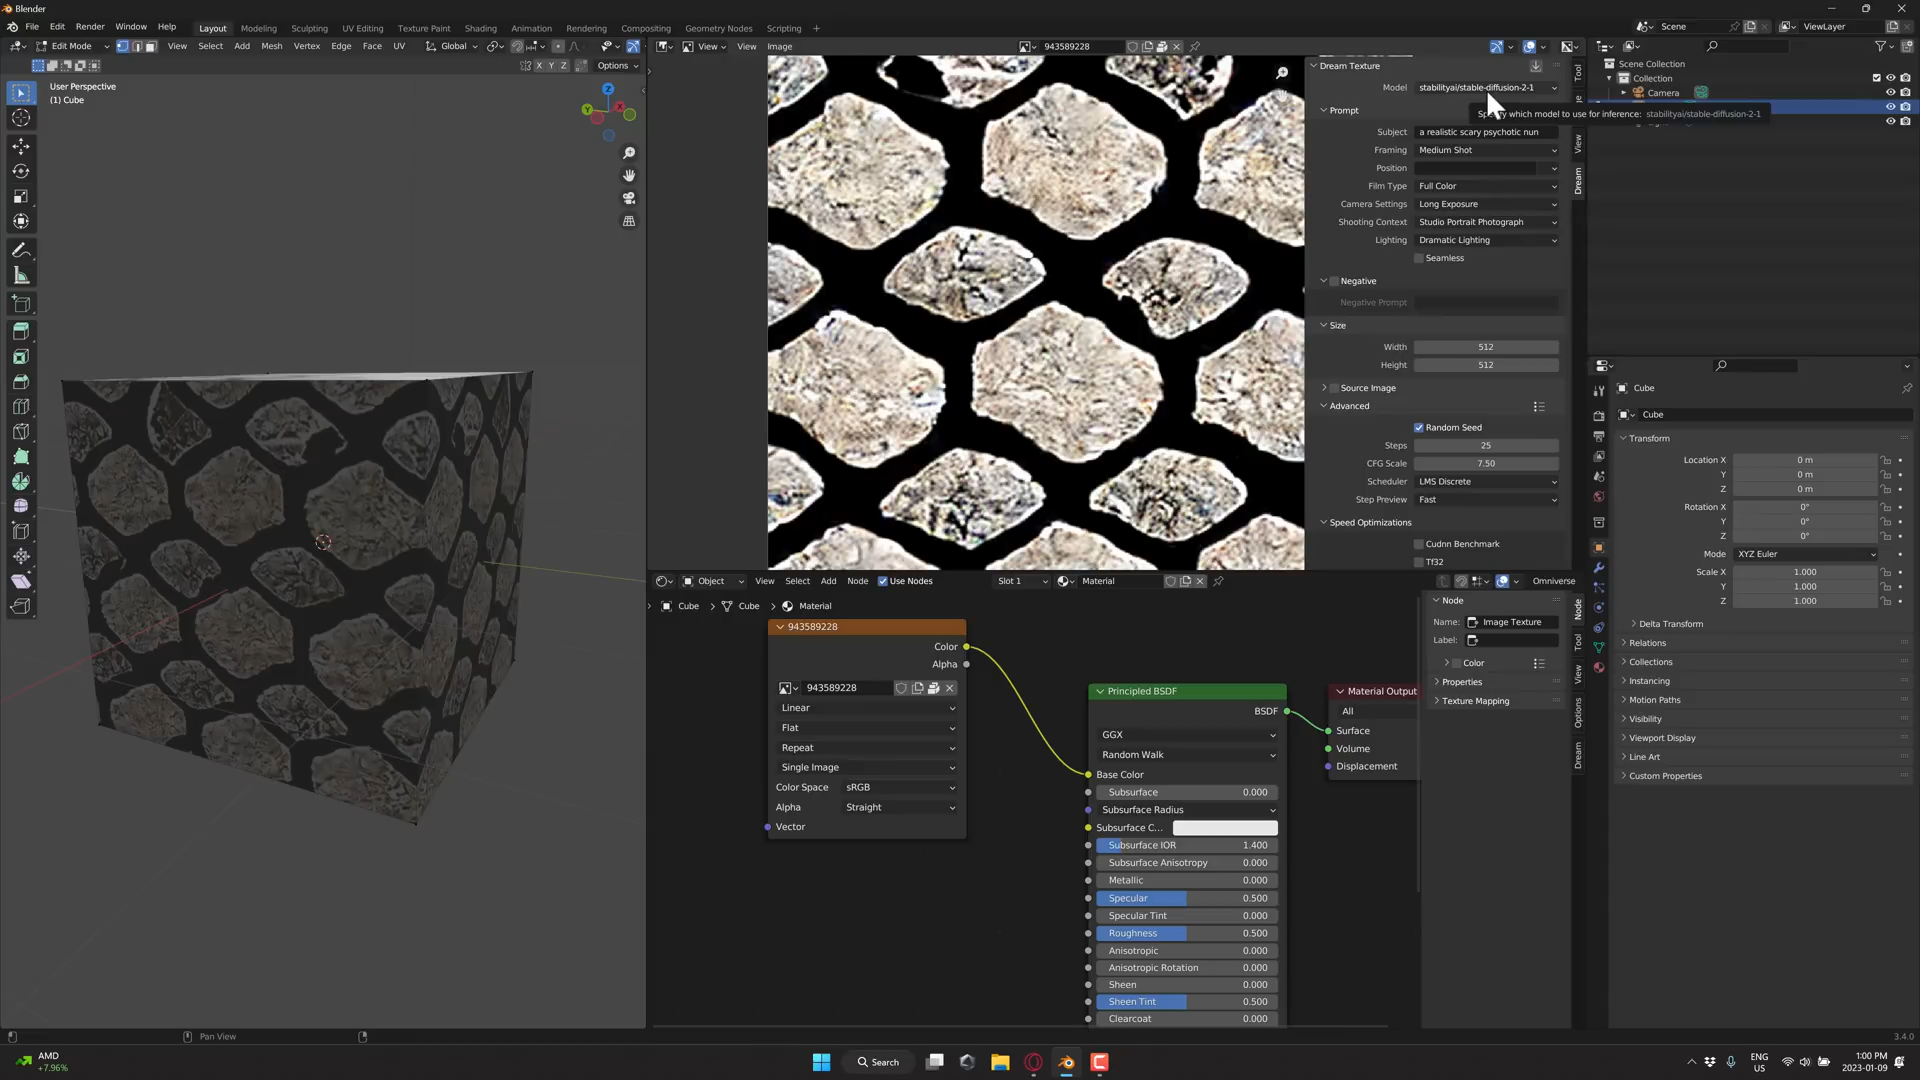 Blender
File Edit Render Window Help Layout Modeling Sculpting UV Editing Texture Paint Shading Animation Rendering Compositing Geometry Nodes Scripting + Scene ViewLayer
Edit Mode View Select Add Mesh Vertex Edge Face UV Global View View Image 943589228
X Y Z Options
User Perspective
(1) Cube
Z
X
Y
Dream Texture
Model stabilityai/stable-diffusion-2-1
Prompt
which model to use for inference: stabilityai/stable-diffusion-2-1
Subject a realistic scary psychotic nun
Framing Medium Shot
Position
Film Type Full Color
Camera Settings Long Exposure
Shooting Context Studio Portrait Photograph
Lighting Dramatic Lighting
Seamless
Negative
Negative Prompt
Size
Width 512
Height 512
Source Image
Advanced
Random Seed
Steps 25
CFG Scale 7.50
Scheduler LMS Discrete
Step Preview Fast
Speed Optimizations
Cudnn Benchmark
Tf32
Tool
View
Dream
Scene Collection
Collection
Camera
Cube
Cube
Transform
Location X 0 m
Y 0 m
Z 0 m
Rotation X 0°
Y 0°
Z 0°
Mode XYZ Euler
Scale X 1.000
Y 1.000
Z 1.000
Delta Transform
Relations
Collections
Instancing
Motion Paths
Visibility
Viewport Display
Line Art
Custom Properties
Object View Select Add Node Use Nodes Slot 1 Material Omniverse
Cube Cube Material
943589228
Color
Alpha
943589228
Linear
Flat
Repeat
Single Image
Color Space sRGB
Alpha Straight
Vector
Principled BSDF
BSDF
GGX
Random Walk
Base Color
Subsurface 0.000
Subsurface Radius
Subsurface C...
Subsurface IOR 1.400
Subsurface Anisotropy 0.000
Metallic 0.000
Specular 0.500
Specular Tint 0.000
Roughness 0.500
Anisotropic 0.000
Anisotropic Rotation 0.000
Sheen 0.000
Sheen Tint 0.500
Clearcoat 0.000
Material Output
All
Surface
Volume
Displacement
Node
Name: Image Texture
Label:
Color
Properties
Texture Mapping
Node
Tool
View
Options
Dream
Pan View
3.4.0
AMD
+7.96%
Search
ENG
US
1:00 PM
2023-01-09